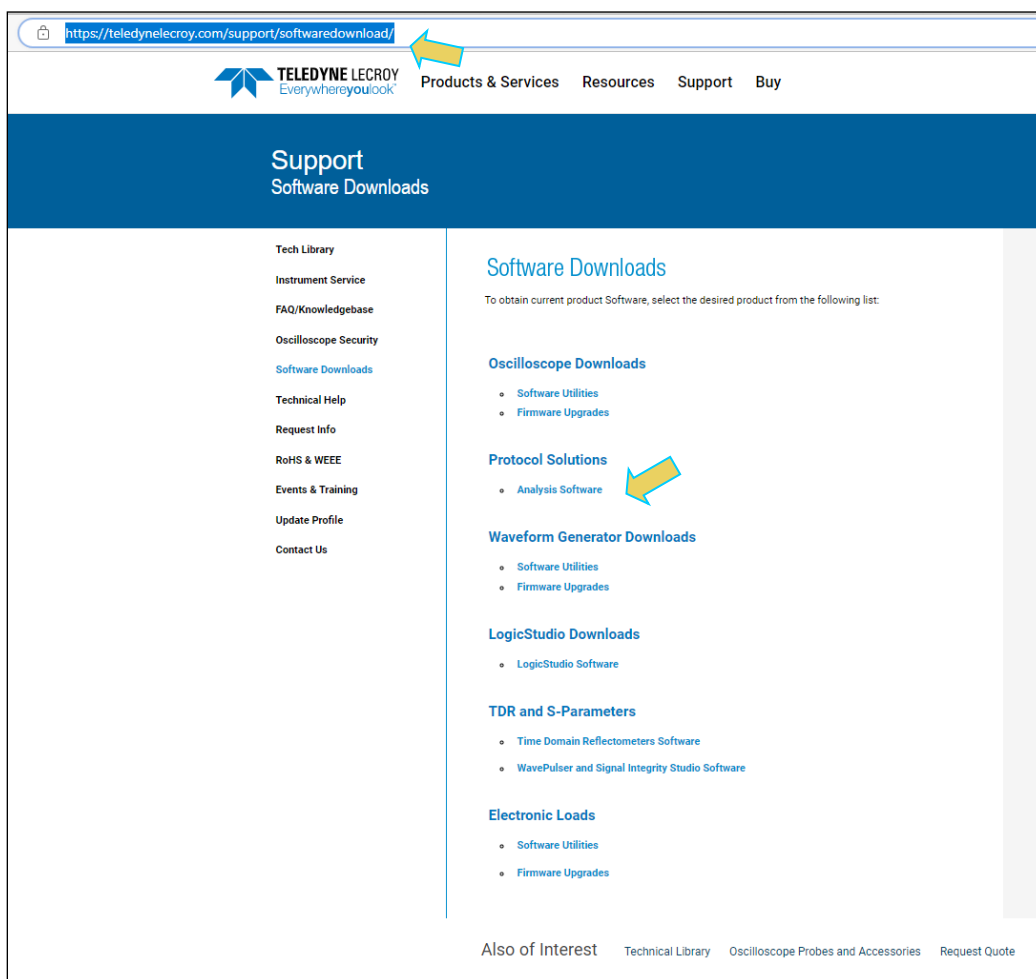 https://teledynelecroy.com/support/softwaredownload/
TELEDYNE LECROY
Everywhereyoulook™
Products & Services Resources Support Buy
Support
Software Downloads
Tech Library
Instrument Service
FAQ/Knowledgebase
Oscilloscope Security
Software Downloads
Technical Help
Request Info
RoHS & WEEE
Events & Training
Update Profile
Contact Us
Software Downloads
To obtain current product Software, select the desired product from the following list:
Oscilloscope Downloads
Software Utilities
Firmware Upgrades
Protocol Solutions
Analysis Software
Waveform Generator Downloads
Software Utilities
Firmware Upgrades
LogicStudio Downloads
LogicStudio Software
TDR and S-Parameters
Time Domain Reflectometers Software
WavePulser and Signal Integrity Studio Software
Electronic Loads
Software Utilities
Firmware Upgrades
Also of Interest Technical Library Oscilloscope Probes and Accessories Request Quote